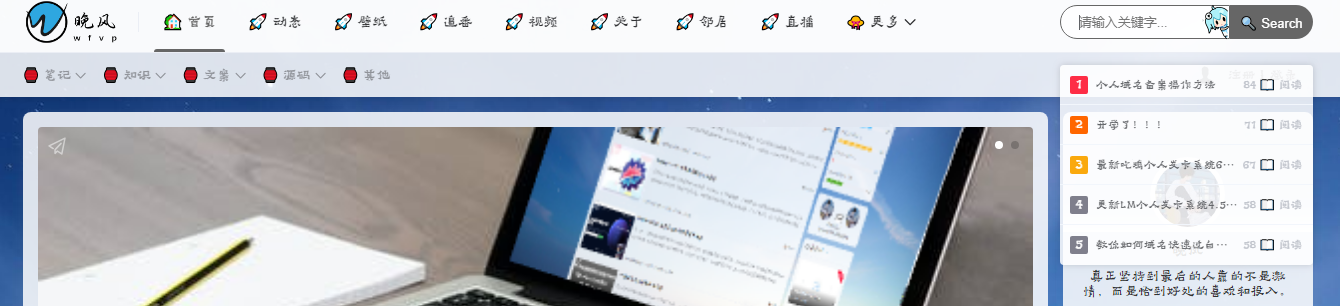 晚风
wfvp
首页
动态
壁纸
追番
视频
关于
邻居
直播
更多
请输入关键字...
Search
笔记
知识
文案
源码
其他
1 个人域名备案操作方法 84 阅读
2 开学了！！！ 71 阅读
3 最新吃鸡个人发卡系统6··· 67 阅读
4 更新LM个人发卡系统4.5··· 58 阅读
5 教你如何域名快速过白··· 58 阅读
真正坚持到最后的人靠的不是激
情，而是恰到好处的喜欢和投入。